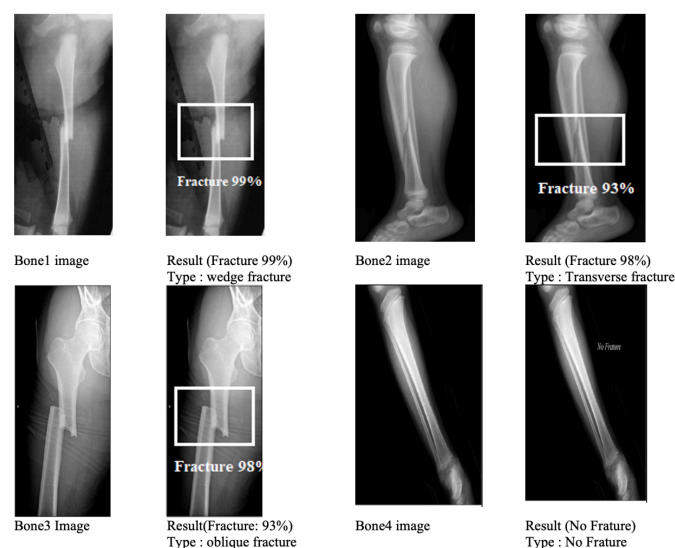 Fracture 99%
Fracture 93%
Bone1 image
Result (Fracture 99%)
Type : wedge fracture
Bone2 image
Result (Fracture 98%)
Type : Transverse fracture
No Frature
Fracture 98%
Bone3 Image
Result(Fracture: 93%)
Type : oblique fracture
Bone4 image
Result (No Frature)
Type : No Frature